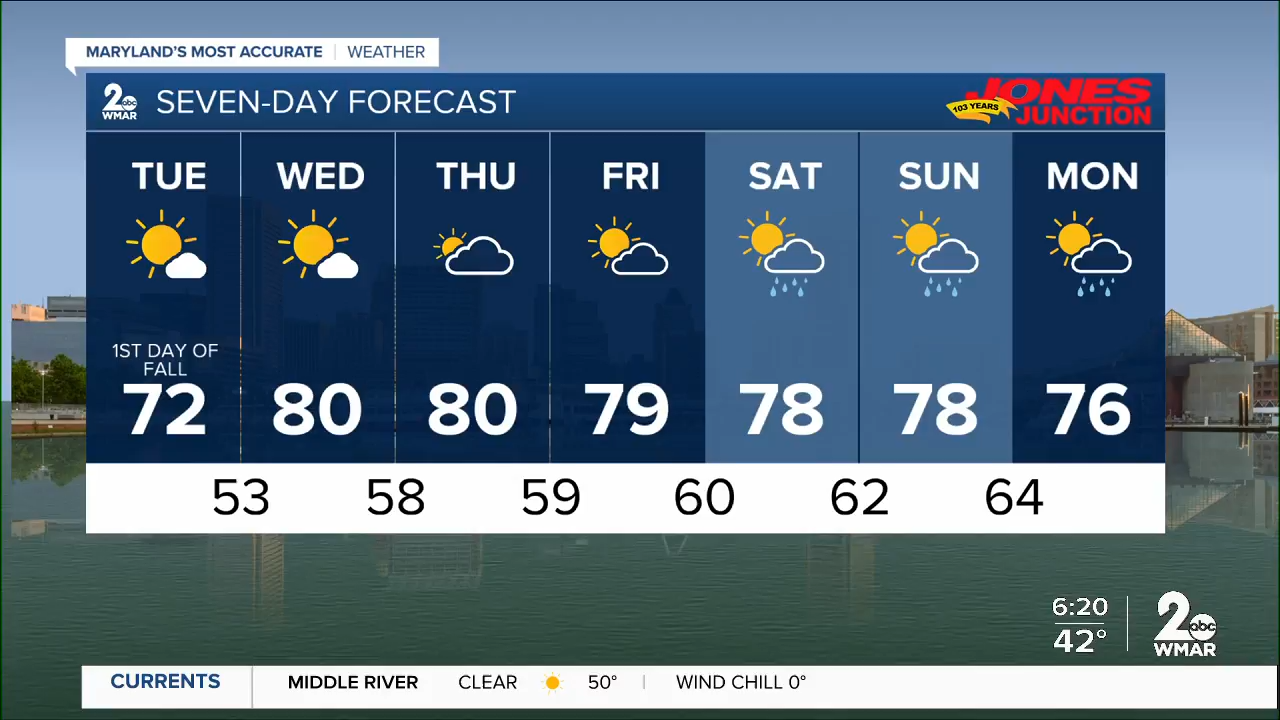 MARYLAND'S MOST ACCURATE | WEATHER
2 abc WMAR
SEVEN-DAY FORECAST
103 YEARS
JONES JUNCTION
TUE WED THU FRI SAT SUN MON
1ST DAY OF
FALL
72 80 80 79 78 78 76
53 58 59 60 62 64
6:20
42°
2 abc WMAR
CURRENTS MIDDLE RIVER CLEAR 50° | WIND CHILL 0°